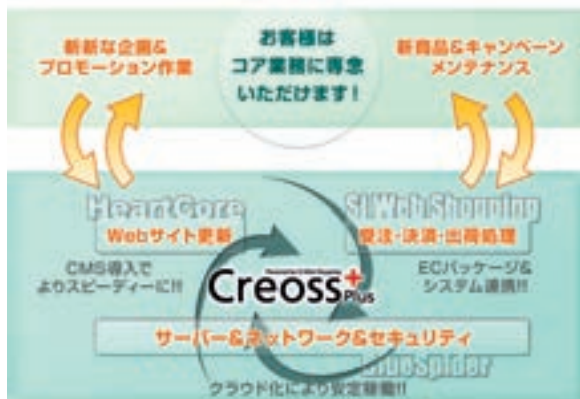 新新な企画&
プロモーション作業
お客様は
コア業務に専念
いただけます!
新商品&キャンペーン
メンテナンス
HeartCore
Webサイト更新
SI Web Shopping
受注・決済・出荷処理
CMS導入で
よりスピーディーに!!
Creoss+
Plus
ECパッケージ&
システム連携!!
サーバー&ネットワーク&セキュリティ
BlueSpider
クラウド化により安定稼働!!